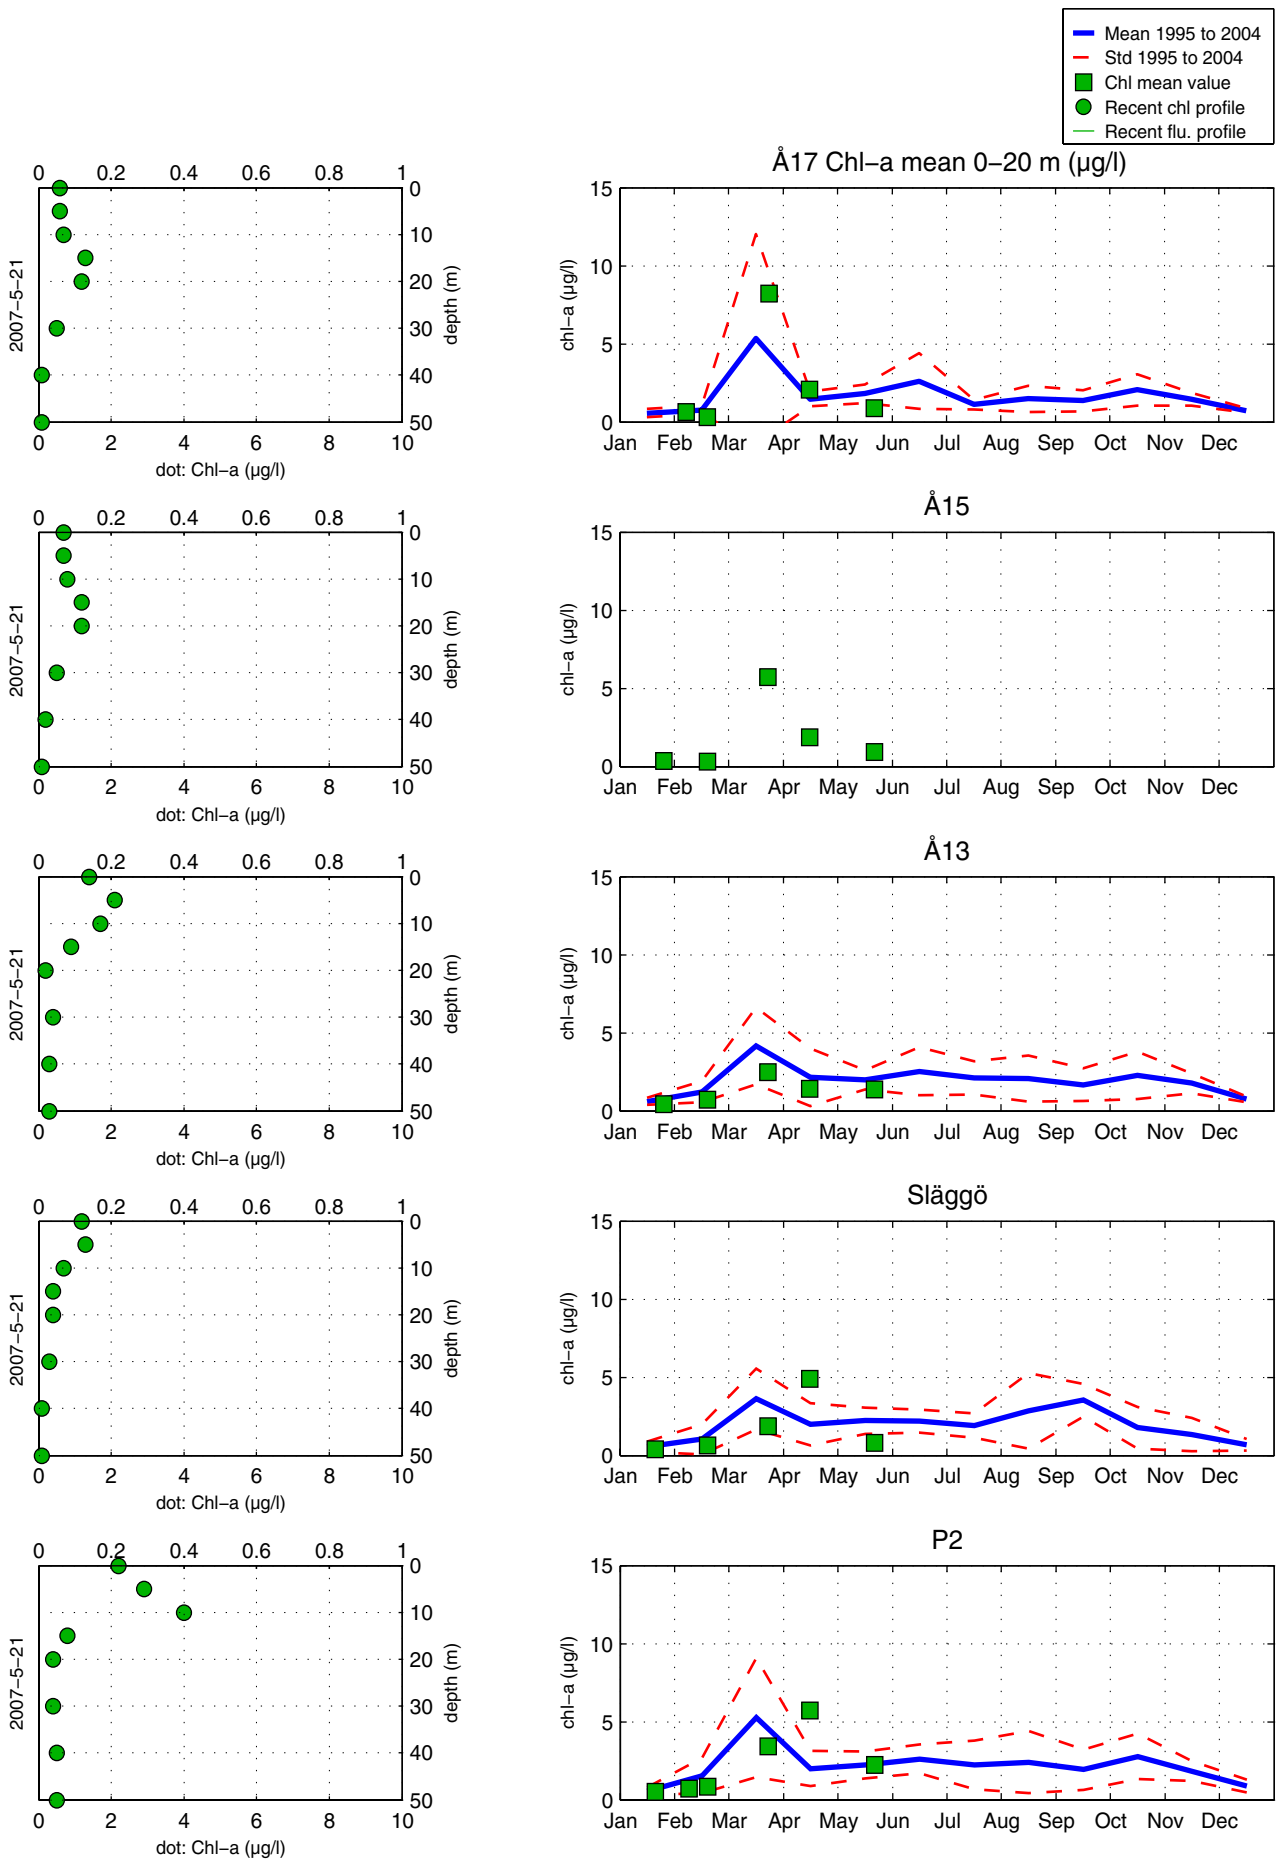 Mean 1995 to 2004
Std 1995 to 2004
Chl mean value
Recent chl profile
Recent flu. profile
0 0.2 0.4 0.6 0.8 1
0
10
20
30
40
50
depth (m)
2007−5−21
0 2 4 6 8 10
dot: Chl−a (µg/l)
Å17 Chl−a mean 0−20 m (µg/l)
15
10
5
0
chl−a (µg/l)
Jan Feb Mar Apr May Jun Jul Aug Sep Oct Nov Dec
0 0.2 0.4 0.6 0.8 1
0
10
20
30
40
50
depth (m)
2007−5−21
0 2 4 6 8 10
dot: Chl−a (µg/l)
Å15
15
10
5
0
chl−a (µg/l)
Jan Feb Mar Apr May Jun Jul Aug Sep Oct Nov Dec
0 0.2 0.4 0.6 0.8 1
0
10
20
30
40
50
depth (m)
2007−5−21
0 2 4 6 8 10
dot: Chl−a (µg/l)
Å13
15
10
5
0
chl−a (µg/l)
Jan Feb Mar Apr May Jun Jul Aug Sep Oct Nov Dec
0 0.2 0.4 0.6 0.8 1
0
10
20
30
40
50
depth (m)
2007−5−21
0 2 4 6 8 10
dot: Chl−a (µg/l)
Släggö
15
10
5
0
chl−a (µg/l)
Jan Feb Mar Apr May Jun Jul Aug Sep Oct Nov Dec
0 0.2 0.4 0.6 0.8 1
0
10
20
30
40
50
depth (m)
2007−5−21
0 2 4 6 8 10
dot: Chl−a (µg/l)
P2
15
10
5
0
chl−a (µg/l)
Jan Feb Mar Apr May Jun Jul Aug Sep Oct Nov Dec